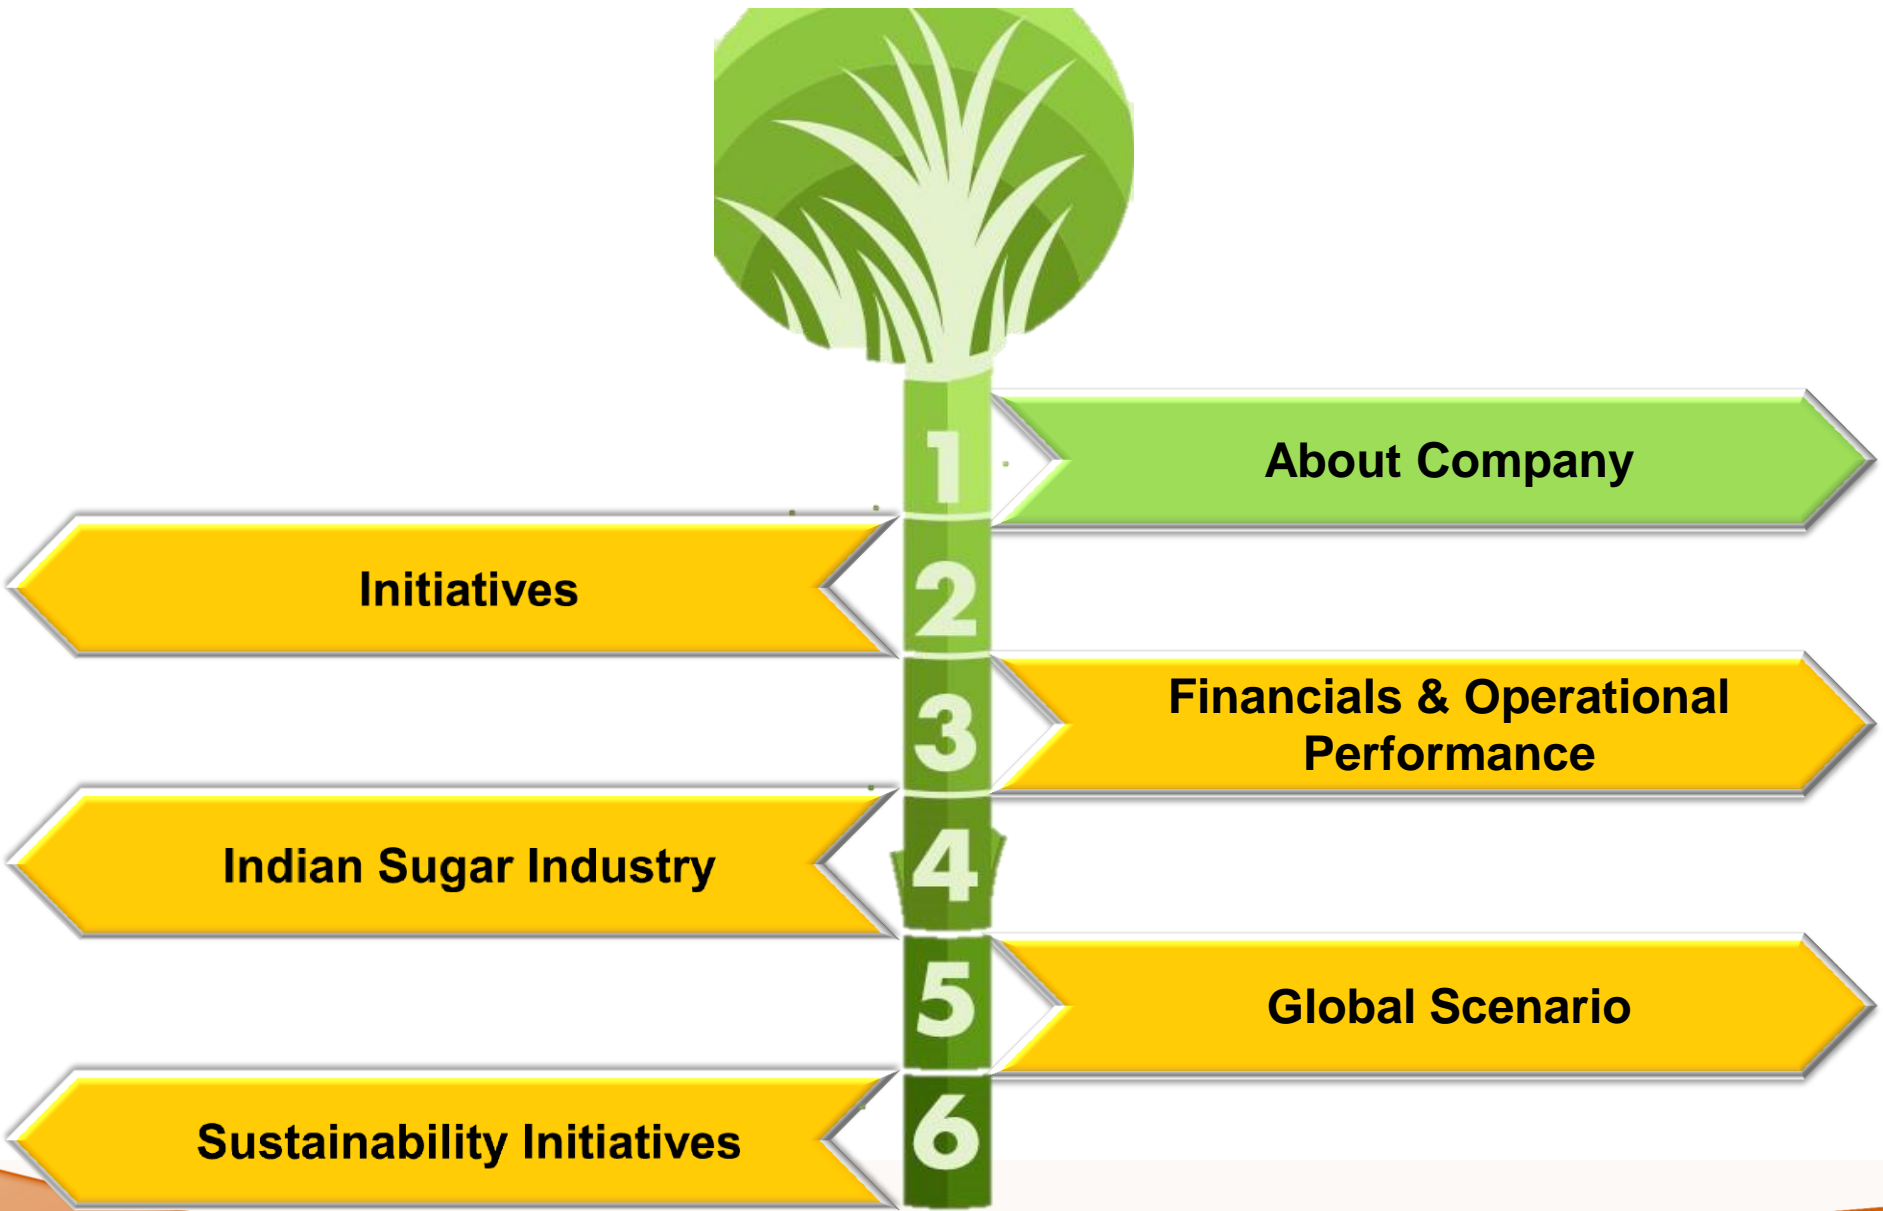 1
About Company
2
Initiatives
3
Financials & Operational
Performance
4
Indian Sugar Industry
5
Global Scenario
6
Sustainability Initiatives